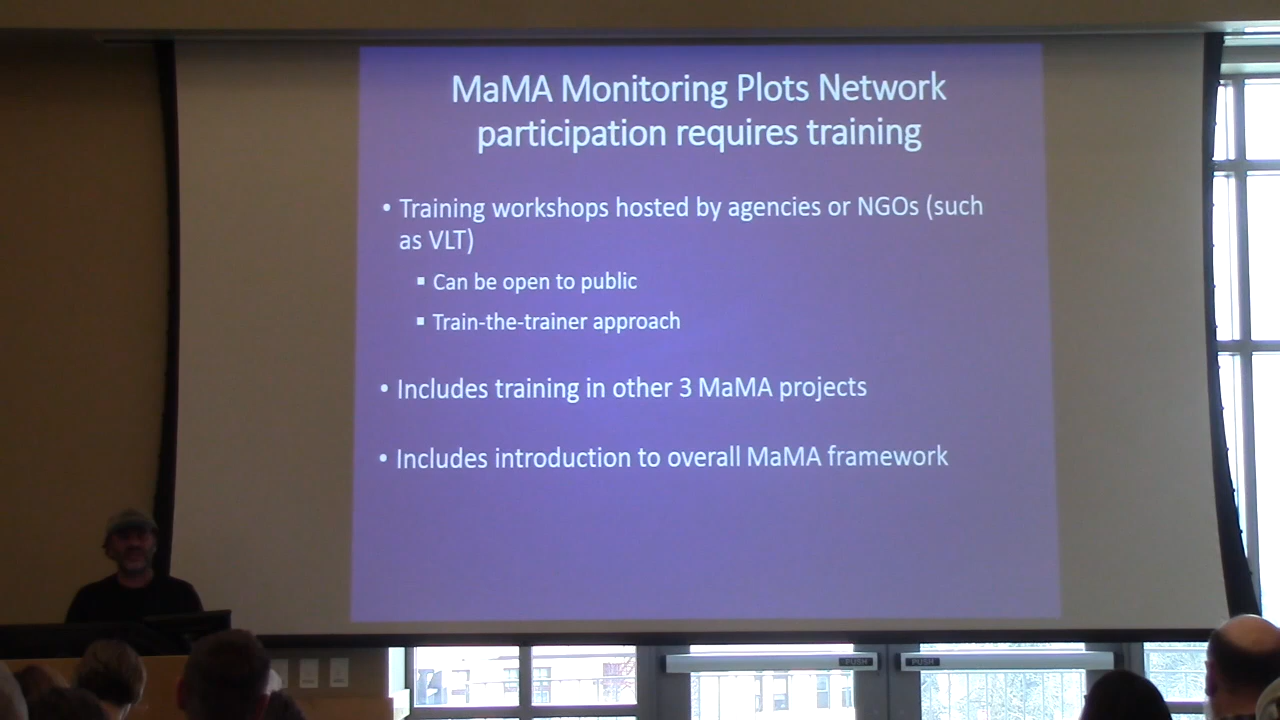 MaMA Monitoring Plots Network
participation requires training
• Training workshops hosted by agencies or NGOs (such
as VLT)
▪ Can be open to public
▪ Train-the-trainer approach
• Includes training in other 3 MaMA projects
• Includes introduction to overall MaMA framework
PUSH
PUSH